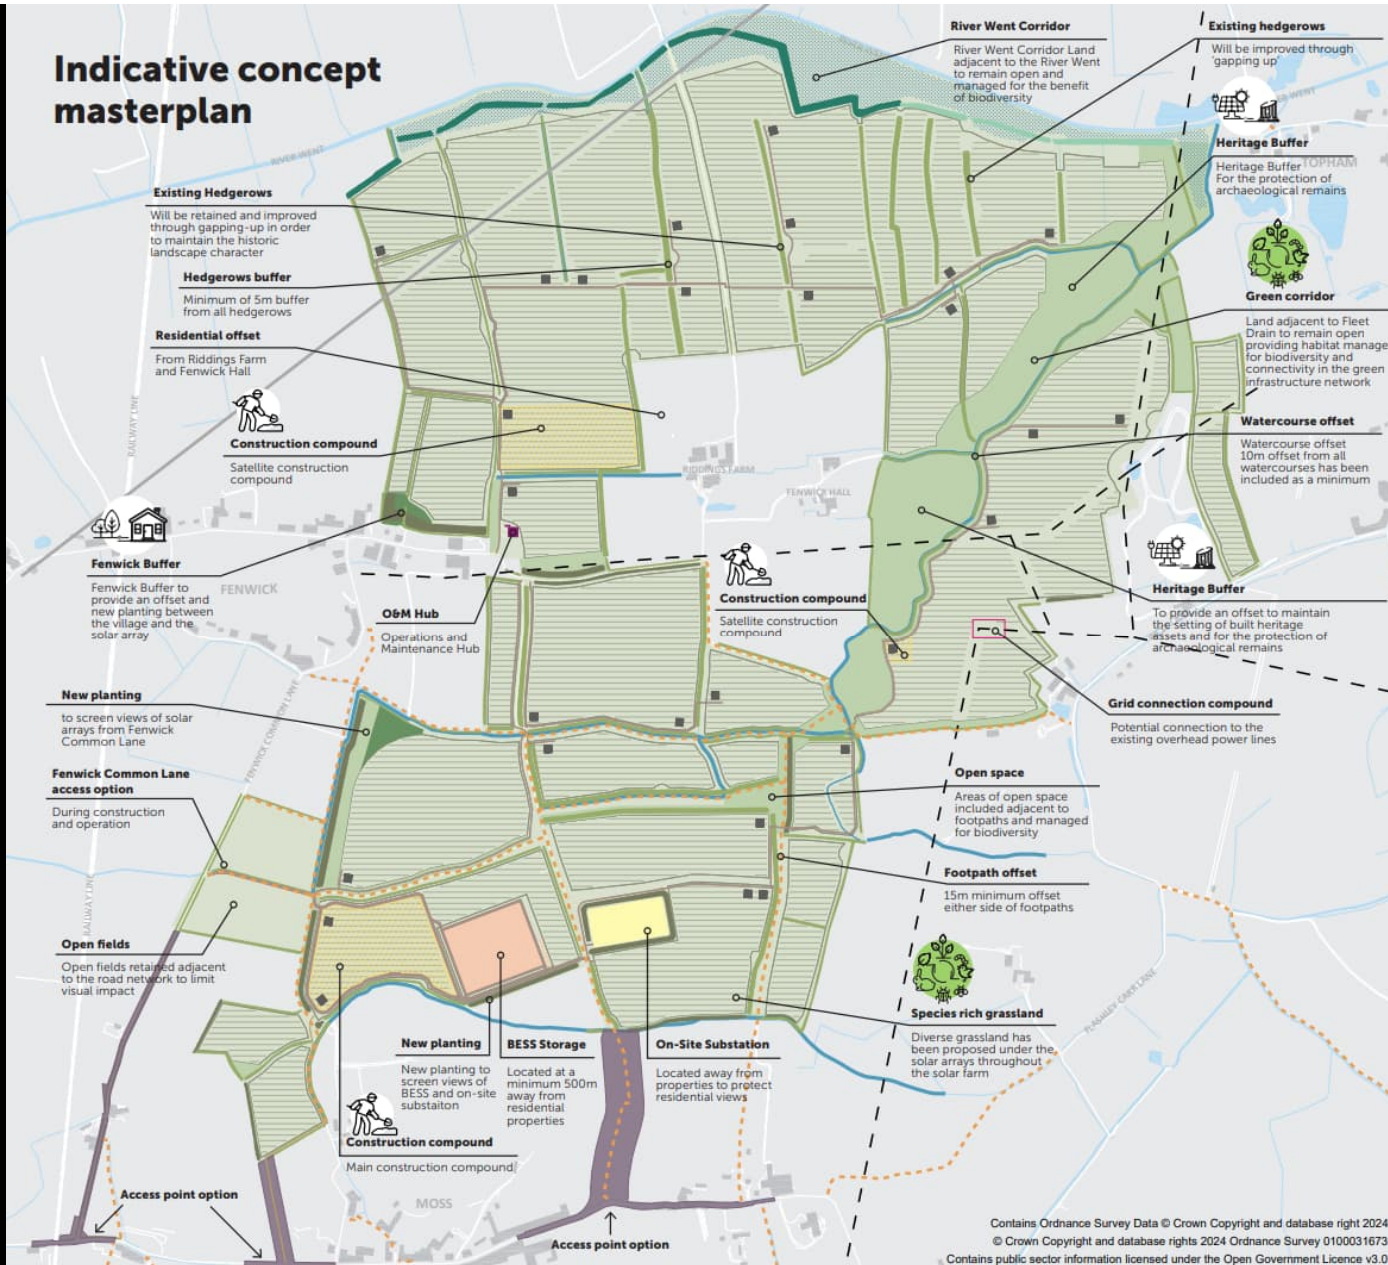 Indicative concept
masterplan
River Went Corridor
River Went Corridor Land
adjacent to the River Went
to remain open and
managed for the benefit
of biodiversity
Existing hedgerows
Will be improved through
'gapping up'
Heritage Buffer
Heritage Buffer
For the protection of
archaeological remains
TOPHAM
RIVER WENT
Existing Hedgerows
Will be retained and improved
through gapping-up in order
to maintain the historic
landscape character
Hedgerows buffer
Minimum of 5m buffer
from all hedgerows
Residential offset
From Riddings Farm
and Fenwick Hall
Green corridor
Land adjacent to Fleet
Drain to remain open
providing habitat manage
for biodiversity and
connectivity in the green
infrastructure network
RAILWAY LINE
Construction compound
Satellite construction
compound
Watercourse offset
Watercourse offset
10m offset from all
watercourses has been
included as a minimum
RIDDINGS FARM
FENWICK HALL
Fenwick Buffer
Fenwick Buffer to
provide an offset and
new planting between
the village and the
solar array
FENWICK
O&M Hub
Operations and
Maintenance Hub
Construction compound
Satellite construction
compound
Heritage Buffer
To provide an offset to maintain
the setting of built heritage
assets and for the protection of
archaeological remains
New planting
to screen views of solar
arrays from Fenwick
Common Lane
FENWICK COMMON LANE
Grid connection compound
Potential connection to the
existing overhead power lines
Fenwick Common Lane
access option
During construction
and operation
Open space
Areas of open space
included adjacent to
footpaths and managed
for biodiversity
Footpath offset
15m minimum offset
either side of footpaths
RAILWAY LINE
Open fields
Open fields retained adjacent
to the road network to limit
visual impact
Species rich grassland
Diverse grassland has
been proposed under the
solar arrays throughout
the solar farm
FLASHLEY CARR LANE
New planting
New planting to
screen views of
BESS and on-site
substaiton
BESS Storage
Located at a
minimum 500m
away from
residential
properties
On-Site Substation
Located away from
properties to protect
residential views
Construction compound
Main construction compound
MOSS
Access point option
Access point option
Contains Ordnance Survey Data © Crown Copyright and database right 2024
© Crown Copyright and database rights 2024 Ordnance Survey 0100031673
Contains public sector information licensed under the Open Government Licence v3.0